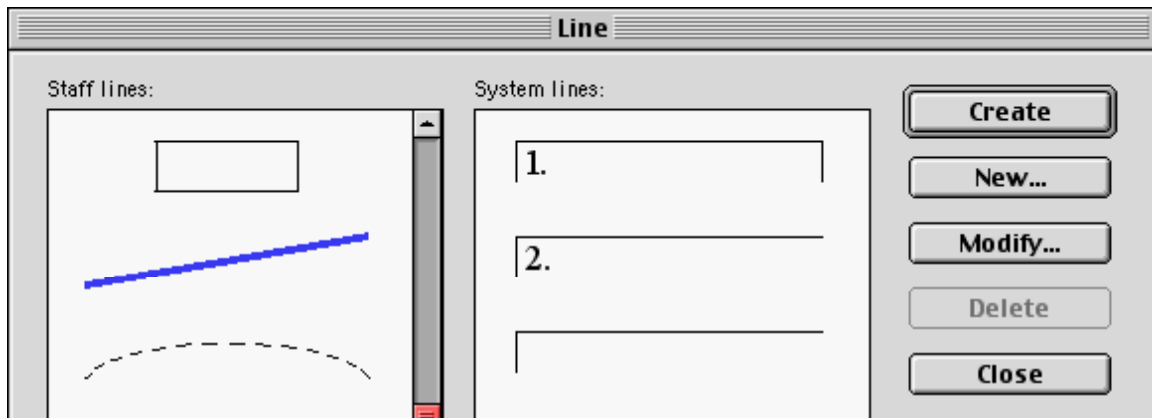 Line
Staff lines:
System lines:
1.
2.
Create
New...
Modify...
Delete
Close